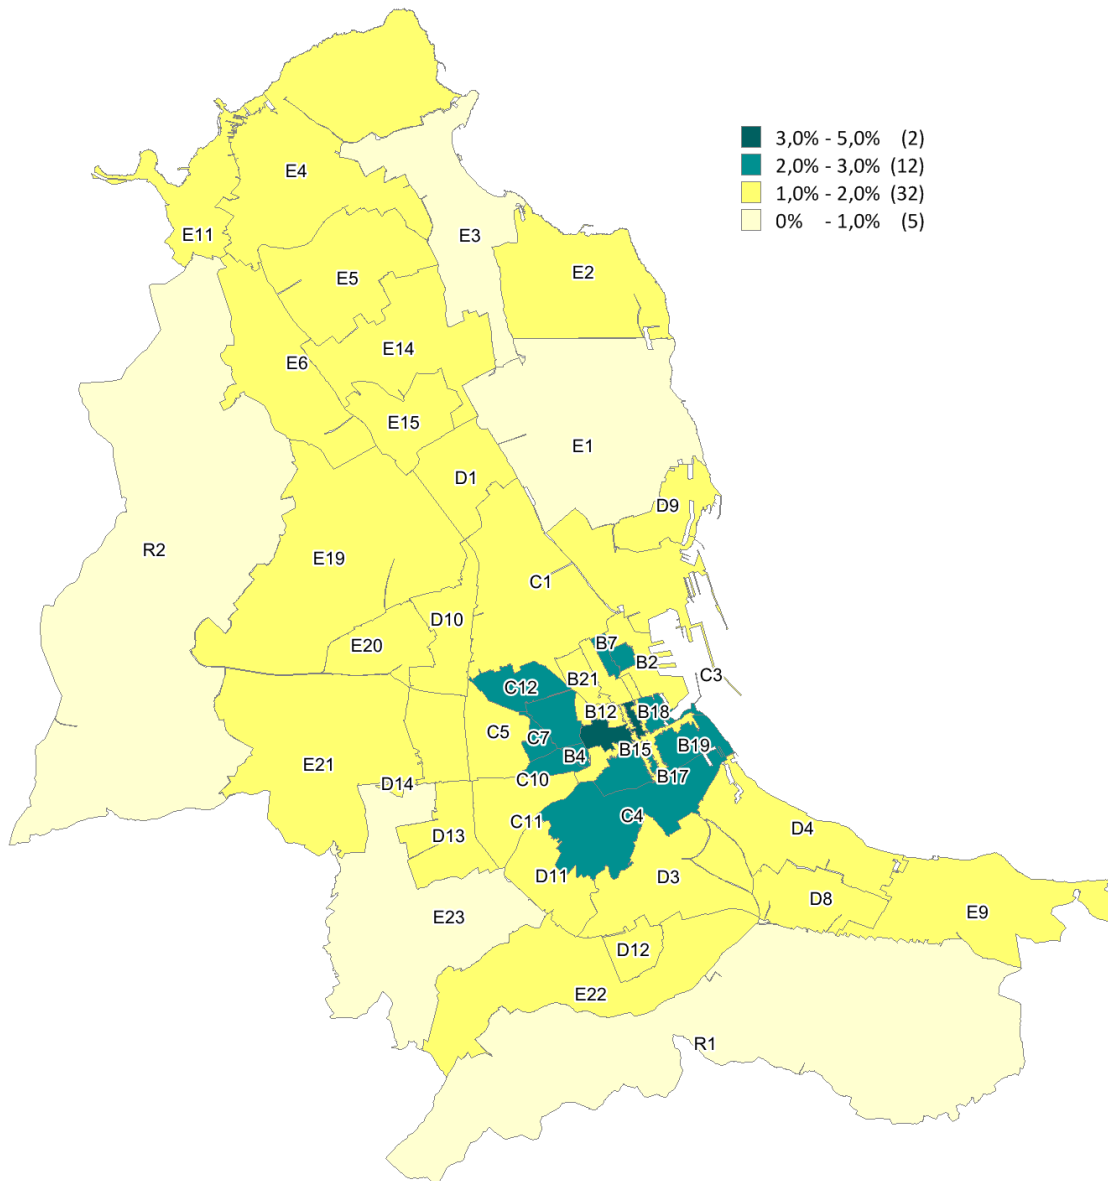 3,0% - 5,0% (2)
2,0% - 3,0% (12)
1,0% - 2,0% (32)
0% - 1,0% (5)
E4
E11
E3
E2
E5
E14
E6
E15
E1
D1
D9
R2
E19
C1
D10
E20
B7
B2
C3
B21
C12
B12
B18
C5
C7
B4
B15
B19
E21
C10
B17
D14
C11
C4
D4
D13
D11
D3
D8
E9
E23
D12
E22
R1